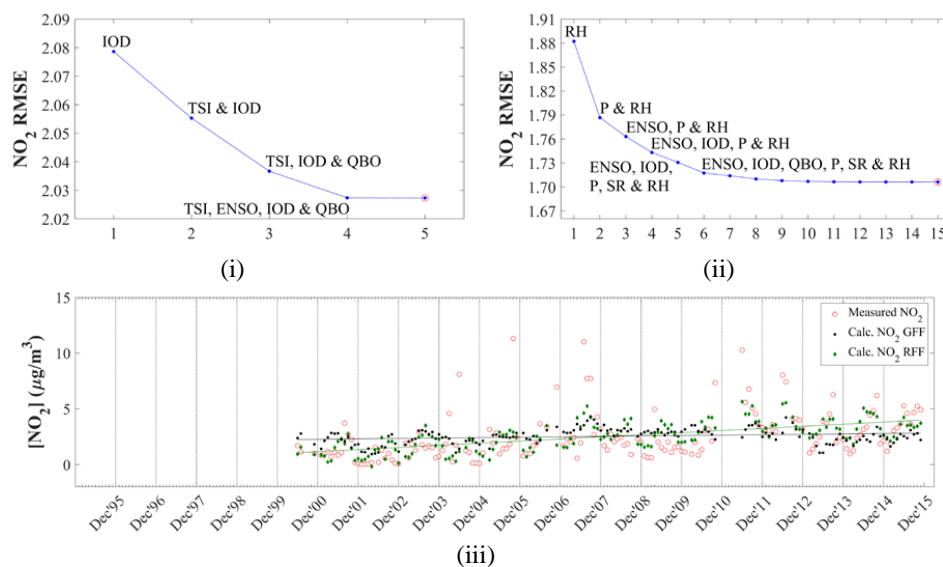 2.09
2.08
2.07
2.06
2.05
2.04
2.03
2.02
NO2 RMSE
IOD
TSI & IOD
TSI, IOD & QBO
TSI, ENSO, IOD & QBO
1 2 3 4 5
(i)
1.91
1.88
1.85
1.82
1.79
1.76
1.73
1.70
1.67
NO2 RMSE
RH
P & RH
ENSO, P & RH
ENSO, IOD, P & RH
ENSO, IOD,
P, SR & RH
ENSO, IOD, QBO, P, SR & RH
1 2 3 4 5 6 7 8 9 10 11 12 13 14 15
(ii)
15
10
5
0
[NO2] (μg/m3)
Measured NO2
Calc. NO2 GFF
Calc. NO2 RFF
Dec'95 Dec'96 Dec'97 Dec'98 Dec'99 Dec'00 Dec'01 Dec'02 Dec'03 Dec'04 Dec'05 Dec'06 Dec'07 Dec'08 Dec'09 Dec'10 Dec'11 Dec'12 Dec'13 Dec'14 Dec'15
(iii)